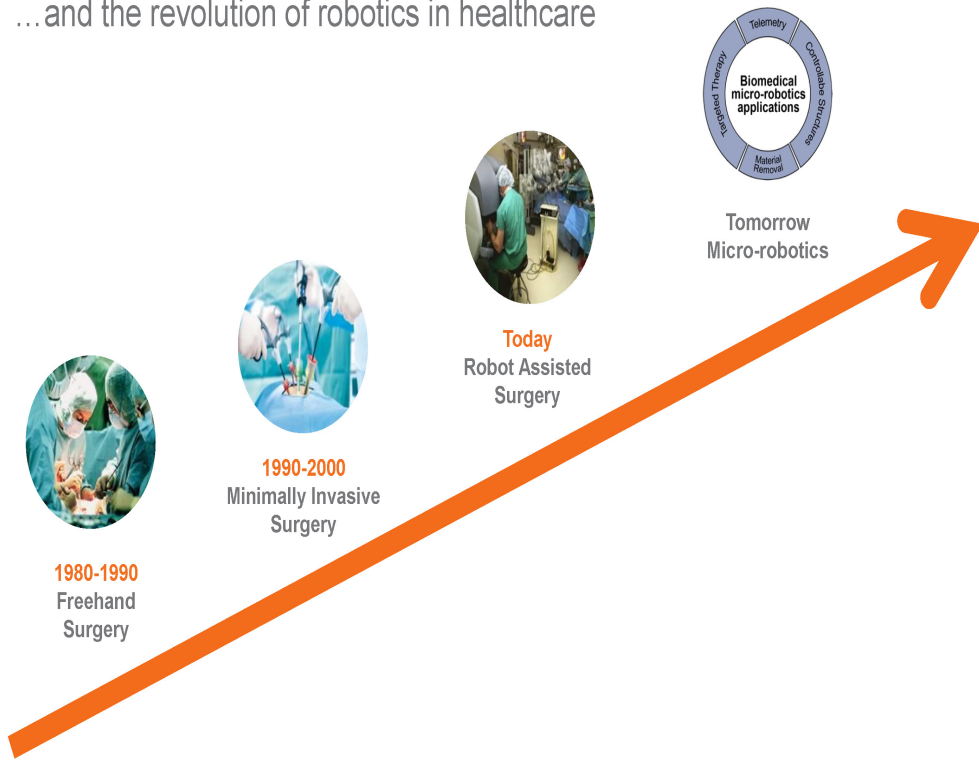 …and the revolution of robotics in healthcare
Telemetry
Targeted Therapy
Controllabe Structures
Biomedical
micro-robotics
applications
Material
Removal
Tomorrow
Micro-robotics
Today
Robot Assisted
Surgery
1990-2000
Minimally Invasive
Surgery
1980-1990
Freehand
Surgery